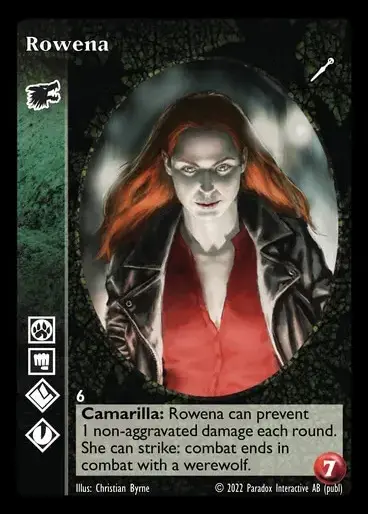 Rowena
6
Camarilla: Rowena can prevent
1 non-aggravated damage each round.
She can strike: combat ends in
combat with a werewolf.
7
Illus: Christian Byrne
© 2022 Paradox Interactive AB (publ)